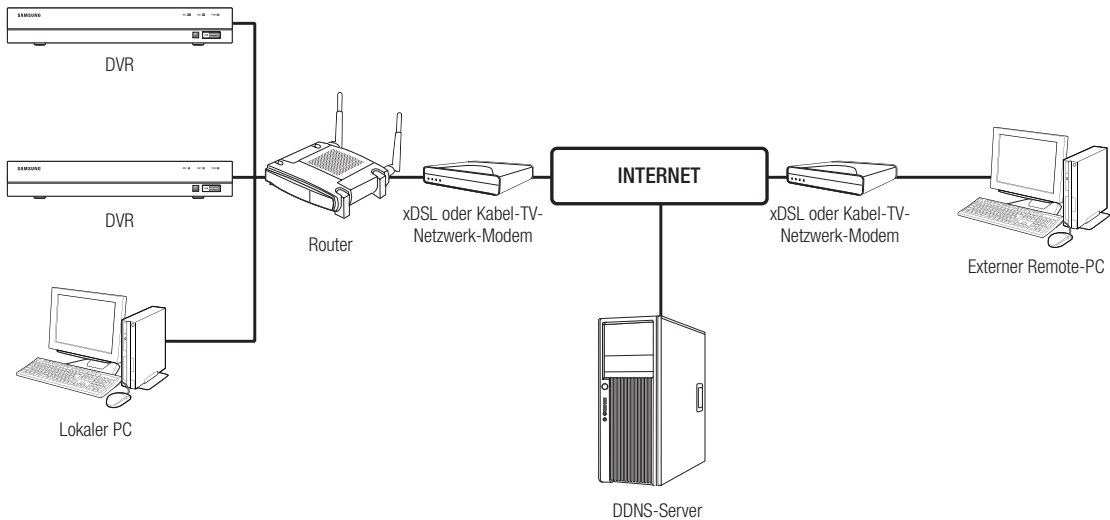 SAMSUNG
DVR
SAMSUNG
DVR
Router
xDSL oder Kabel-TV-
Netzwerk-Modem
INTERNET
xDSL oder Kabel-TV-
Netzwerk-Modem
Externer Remote-PC
Lokaler PC
DDNS-Server